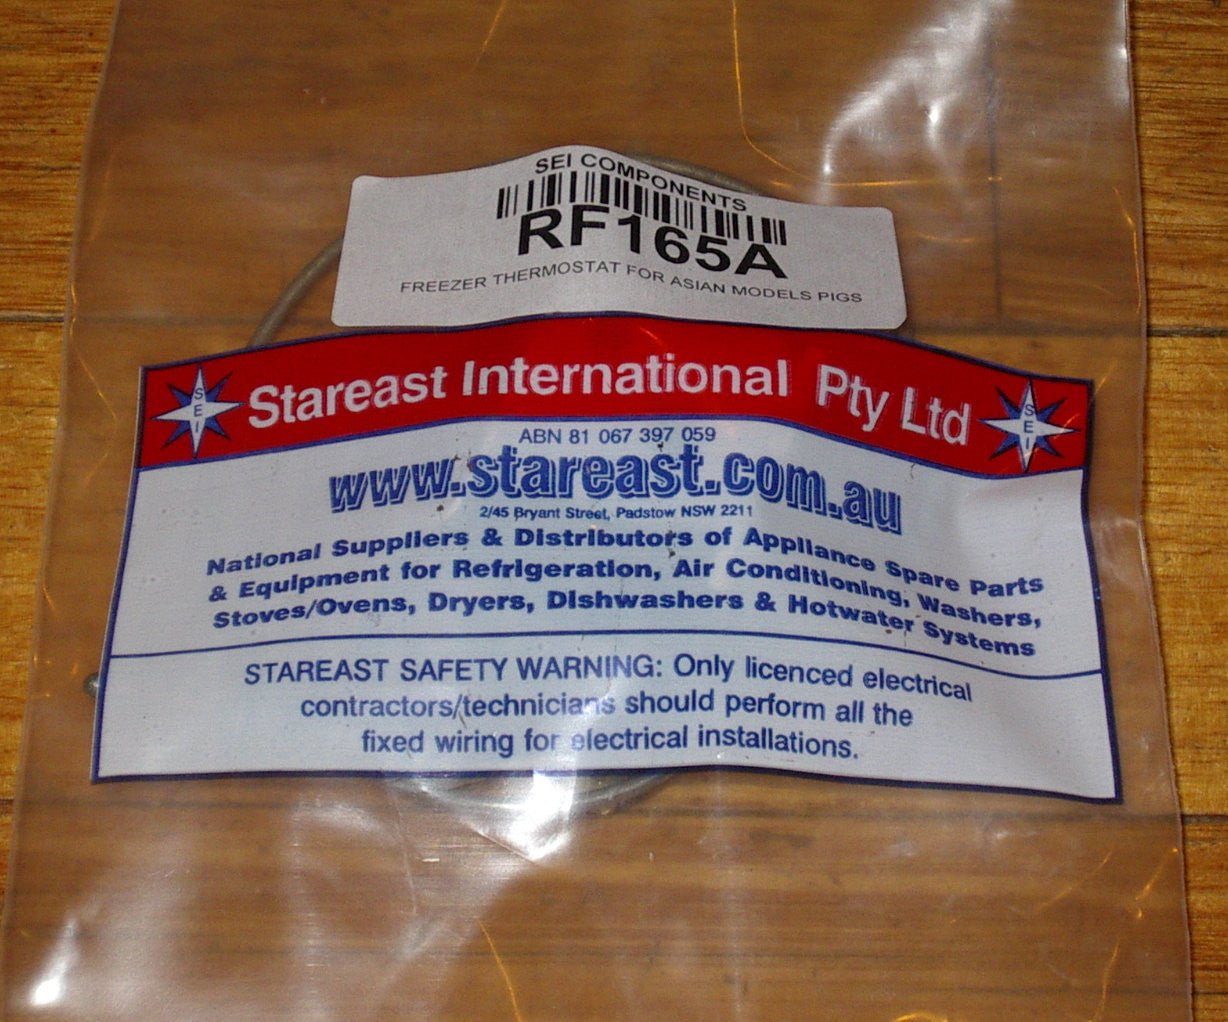 SEI COMPONENTS
RF165A
FREEZER THERMOSTAT FOR ASIAN MODELS PIGS
SEI
Stareast International Pty Ltd
SEI
ABN 81 067 397 059
www.stareast.com.au
2/45 Bryant Street, Padstow NSW 2211
National Suppliers & Distributors of Appliance Spare Parts
& Equipment for Refrigeration, Air Conditioning, Washers,
Stoves/Ovens, Dryers, Dishwashers & Hotwater Systems
STAREAST SAFETY WARNING: Only licenced electrical
contractors/technicians should perform all the
fixed wiring for electrical installations.